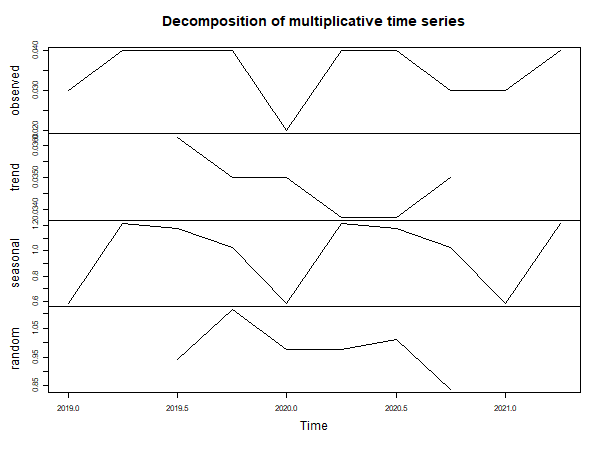 Decomposition of multiplicative time series
observed
0.040
0.030
0.020
trend
0.0350
0.0340
seasonal
1.2
1.0
0.8
0.6
random
1.05
0.95
0.85
2019.0 2019.5 2020.0 2020.5 2021.0
Time